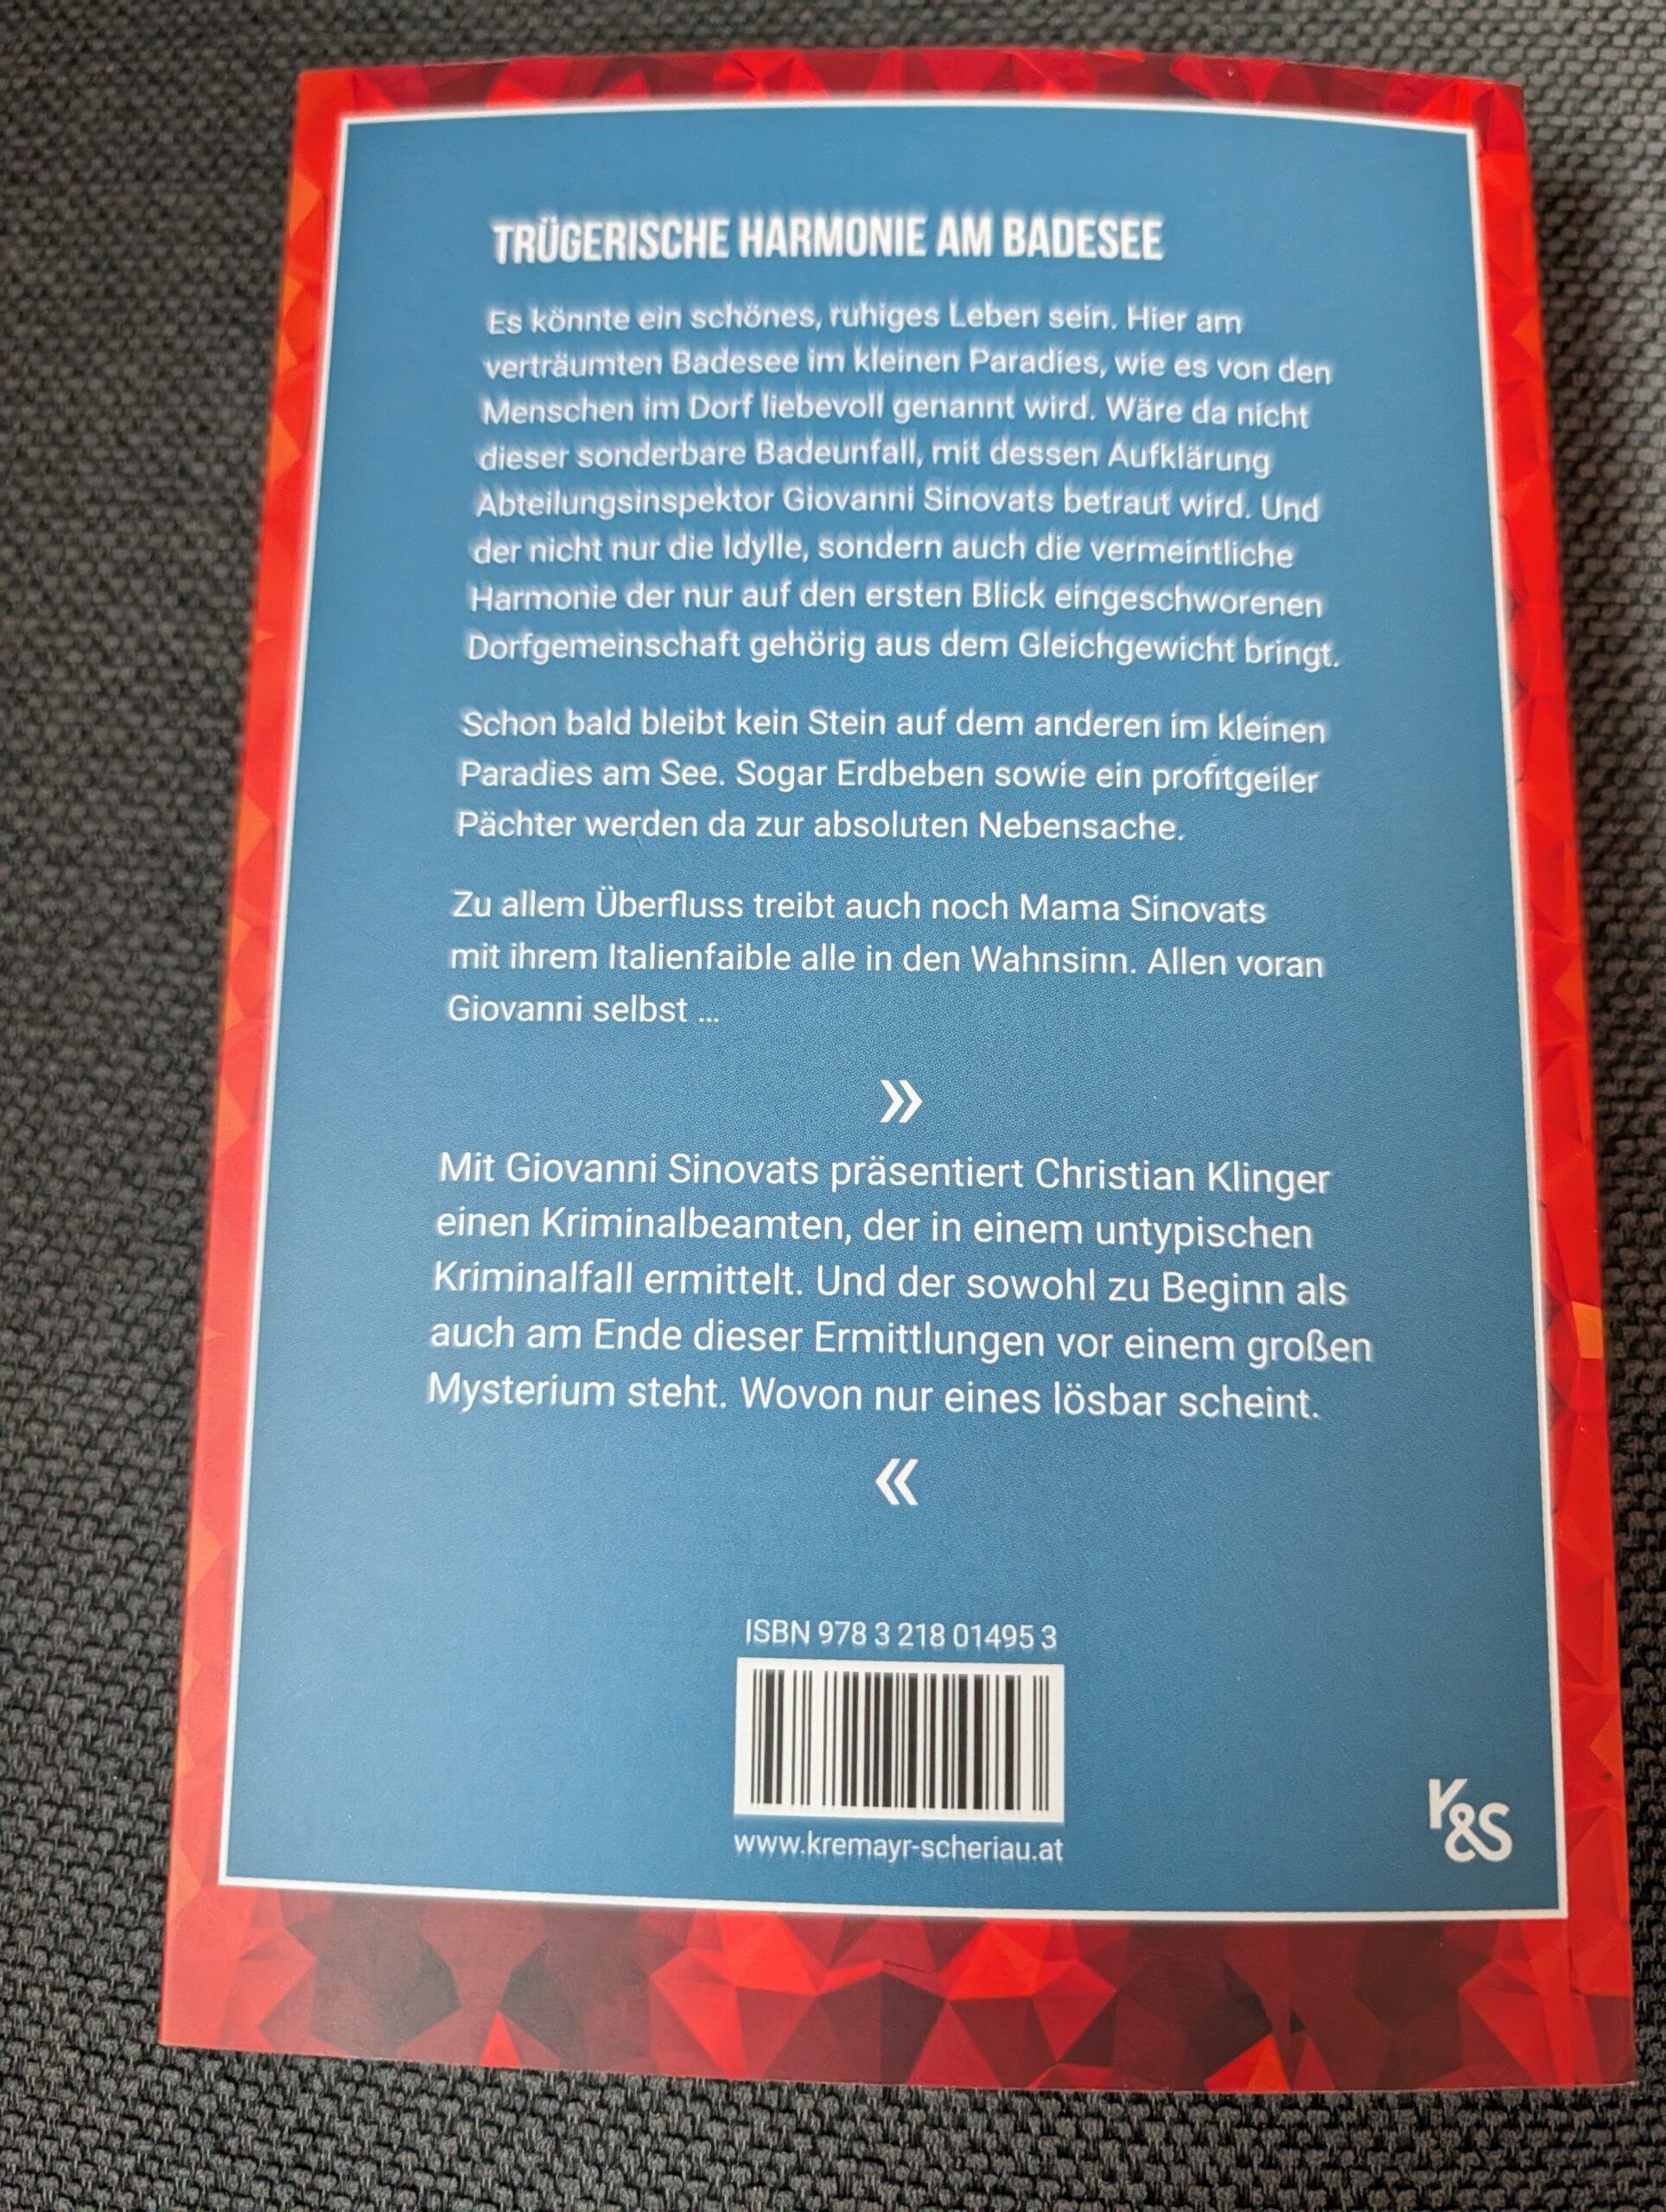 TRÜGERISCHE HARMONIE AM BADESEE
Es könnte ein schönes, ruhiges Leben sein. Hier am
verträumten Badesee im kleinen Paradies, wie es von den
Menschen im Dorf liebevoll genannt wird. Wäre da nicht
dieser sonderbare Badeunfall, mit dessen Aufklärung
Abteilungsinspektor Giovanni Sinovats betraut wird. Und
der nicht nur die Idylle, sondern auch die vermeintliche
Harmonie der nur auf den ersten Blick eingeschworenen
Dorfgemeinschaft gehörig aus dem Gleichgewicht bringt.
Schon bald bleibt kein Stein auf dem anderen im kleinen
Paradies am See. Sogar Erdbeben sowie ein profitgeiler
Pächter werden da zur absoluten Nebensache.
Zu allem Überfluss treibt auch noch Mama Sinovats
mit ihrem Italienfaible alle in den Wahnsinn. Allen voran
Giovanni selbst …
»
Mit Giovanni Sinovats präsentiert Christian Klinger
einen Kriminalbeamten, der in einem untypischen
Kriminalfall ermittelt. Und der sowohl zu Beginn als
auch am Ende dieser Ermittlungen vor einem großen
Mysterium steht. Wovon nur eines lösbar scheint.
«
ISBN 978 3 218 01495 3
www.kremayr-scheriau.at
K&S